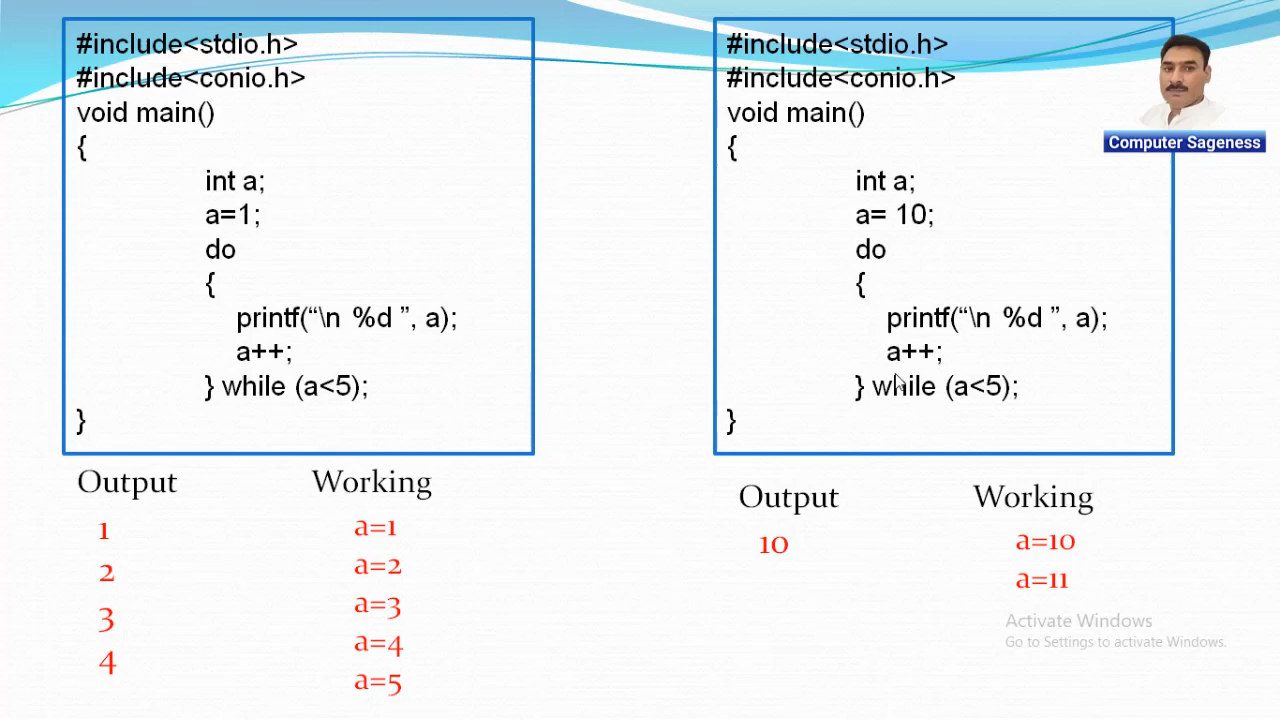 #include<stdio.h>
#include<conio.h>
void main()
{
int a;
a=1;
do
{
printf(“\n %d ”, a);
a++;
} while (a<5);
}
Output
Working
1
2
3
4
a=1
a=2
a=3
a=4
a=5
#include<stdio.h>
#include<conio.h>
void main()
{
int a;
a= 10;
do
{
printf(“\n %d ”, a);
a++;
} while (a<5);
}
Output
Working
10
a=10
a=11
Computer Sageness
Activate Windows
Go to Settings to activate Windows.